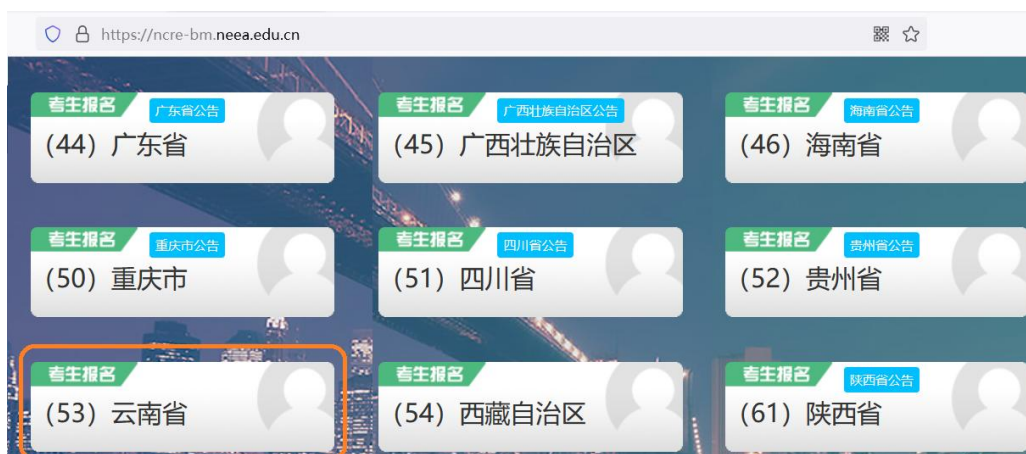 https://ncre-bm.neea.edu.cn
考生报名 广东省公告
(44) 广东省
考生报名 广西壮族自治区公告
(45) 广西壮族自治区
考生报名 海南省公告
(46) 海南省
考生报名 重庆市公告
(50) 重庆市
考生报名 四川省公告
(51) 四川省
考生报名 贵州省公告
(52) 贵州省
考生报名
(53) 云南省
考生报名
(54) 西藏自治区
考生报名 陕西省公告
(61) 陕西省